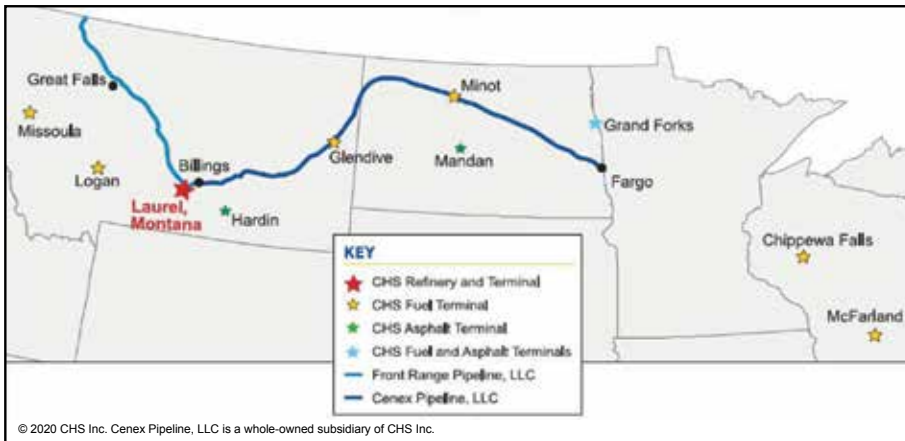 Great Falls
Missoula
Logan
Billings
Laurel,
Montana
Hardin
Glendive
Minot
Mandan
Grand Forks
Fargo
Chippewa Falls
McFarland
KEY
CHS Refinery and Terminal
CHS Fuel Terminal
CHS Asphalt Terminal
CHS Fuel and Asphalt Terminals
Front Range Pipeline, LLC
Cenex Pipeline, LLC
© 2020 CHS Inc. Cenex Pipeline, LLC is a whole-owned subsidiary of CHS Inc.